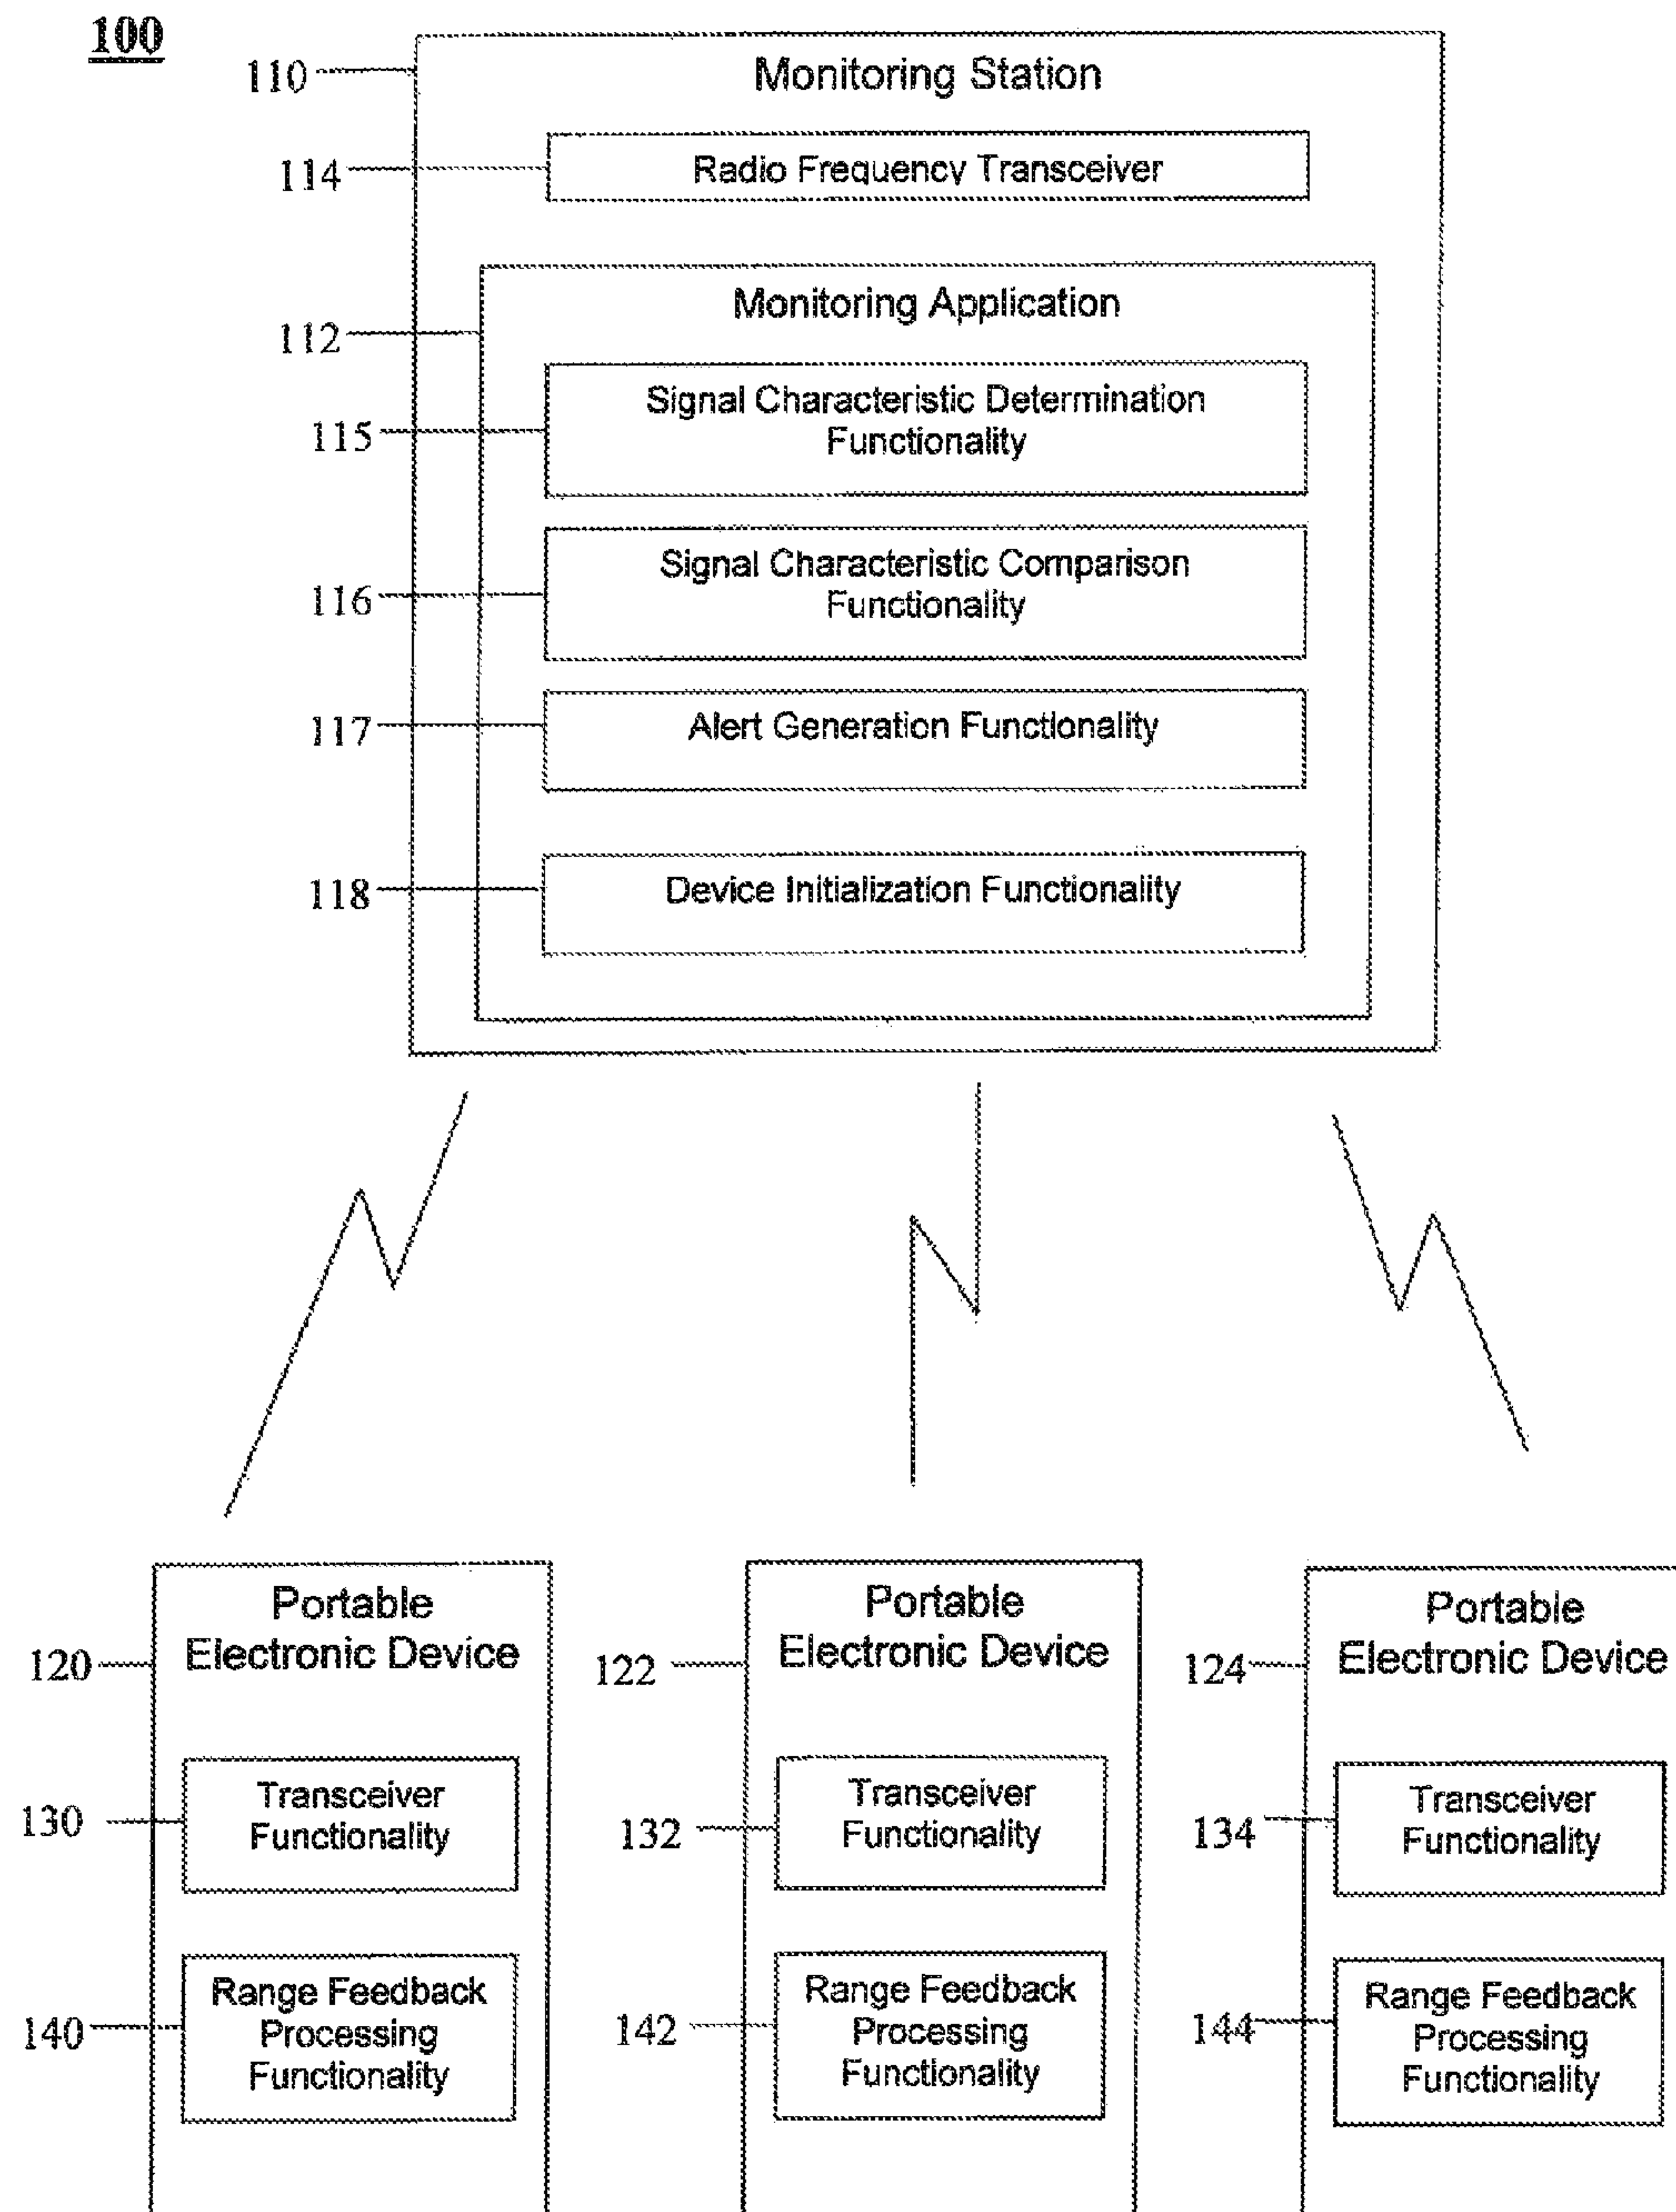 100
110
Monitoring Station
114
Radio Frequency Transceiver
112
Monitoring Application
115
Signal Characteristic Determination
Functionality
116
Signal Characteristic Comparison
Functionality
117
Alert Generation Functionality
118
Device Initialization Functionality
120
Portable
Electronic Device
130
Transceiver
Functionality
140
Range Feedback
Processing
Functionality
122
Portable
Electronic Device
132
Transceiver
Functionality
142
Range Feedback
Processing
Functionality
124
Portable
Electronic Device
134
Transceiver
Functionality
144
Range Feedback
Processing
Functionality